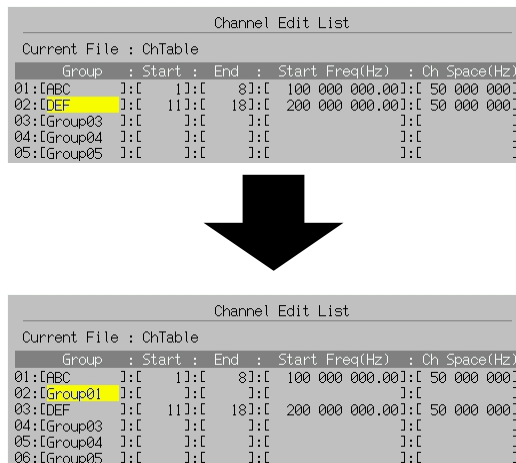 Channel Edit List
Current File : ChTable
Group : Start : End : Start Freq(Hz) : Ch Space(Hz)
01:[ABC ]:[ 1]:[ 8]:[ 100 000 000.00]:[ 50 000 000]
02:[DEF ]:[ 11]:[ 18]:[ 200 000 000.00]:[ 50 000 000]
03:[Group03 ]:[ ]:[ ]:[ ]:[ ]
04:[Group04 ]:[ ]:[ ]:[ ]:[ ]
05:[Group05 ]:[ ]:[ ]:[ ]:[ ]
Channel Edit List
Current File : ChTable
Group : Start : End : Start Freq(Hz) : Ch Space(Hz)
01:[ABC ]:[ 1]:[ 8]:[ 100 000 000.00]:[ 50 000 000]
02:[Group01 ]:[ ]:[ ]:[ ]:[ ]
03:[DEF ]:[ 11]:[ 18]:[ 200 000 000.00]:[ 50 000 000]
04:[Group03 ]:[ ]:[ ]:[ ]:[ ]
05:[Group04 ]:[ ]:[ ]:[ ]:[ ]
06:[Group05 ]:[ ]:[ ]:[ ]:[ ]